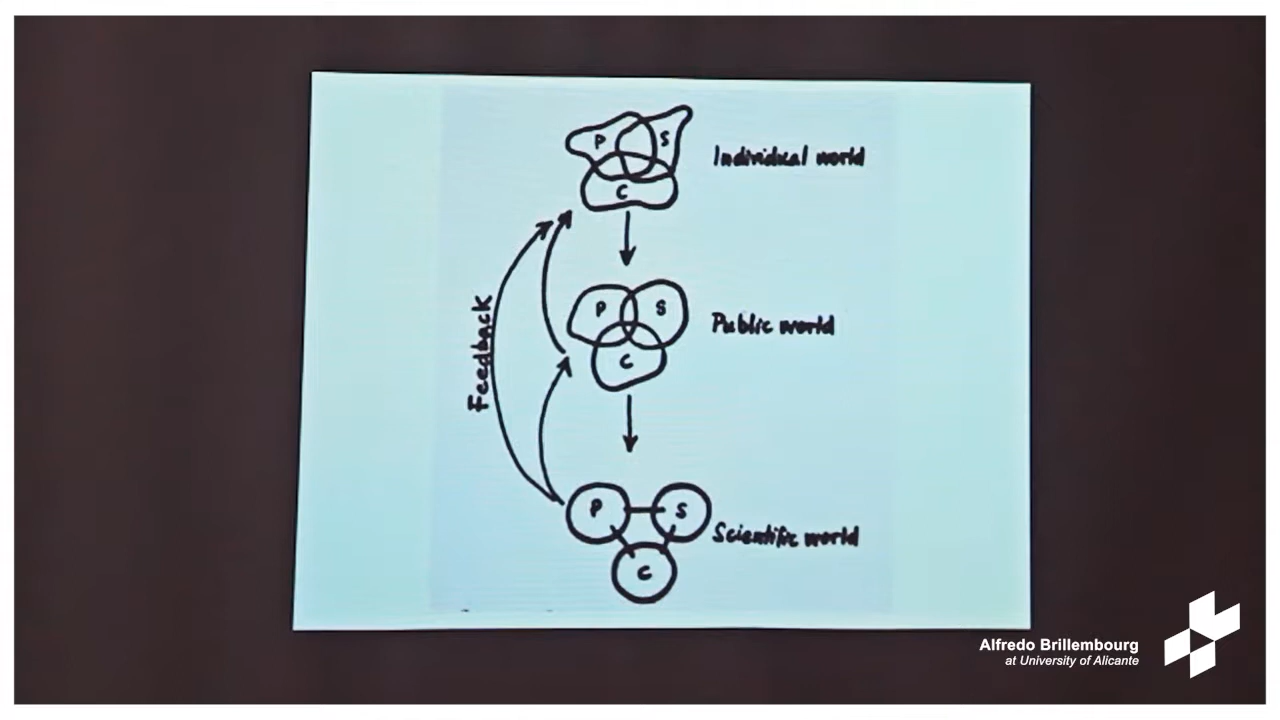 P S
Individual world
C
P S
Public world
C
Feedback
P S
Scientific world
C
Alfredo Brillembourg
at University of Alicante